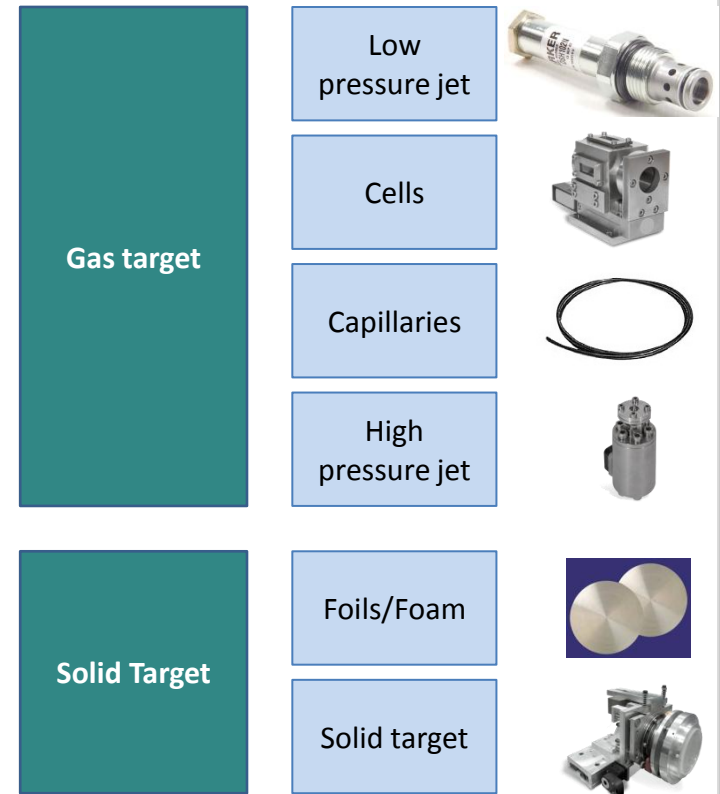 Gas target
Low
pressure jet
Cells
Capillaries
High
pressure jet
Solid Target
Foils/Foam
Solid target